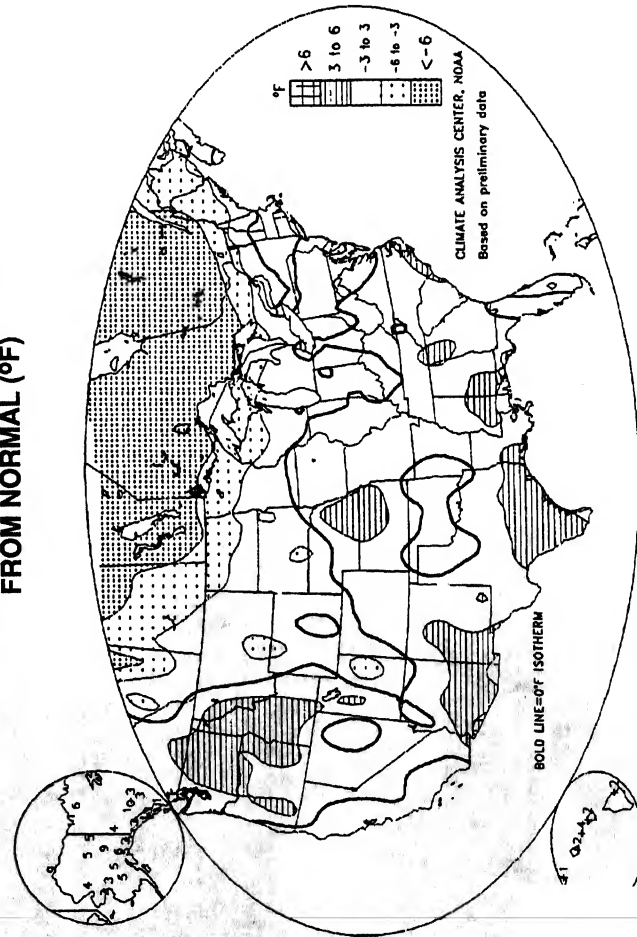 FROM NORMAL (ºF)
°F
>6
3 to 6
-3 to 3
-6 to -3
<-6
CLIMATE ANALYSIS CENTER, NOAA
Based on preliminary data
BOLD LINE=0°F ISOTHERM